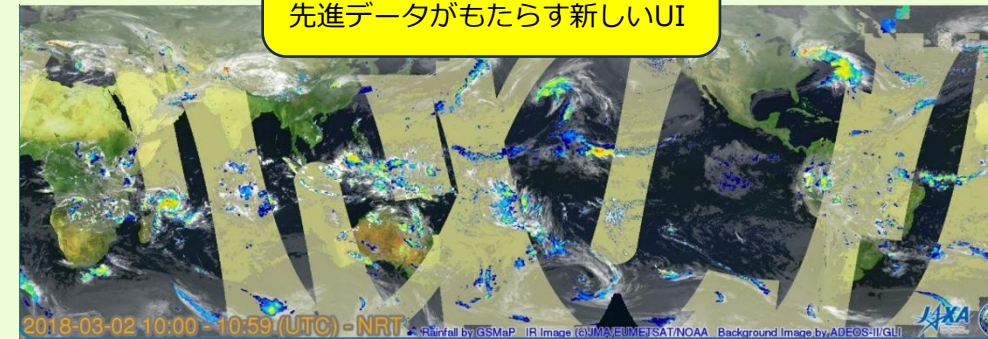 先進データがもたらす新しいUI
2018-03-02 10:00 - 10:59 (UTC) - NRT
Rainfall by GSMaP IR Image (c)JMA/EUMETSAT/NOAA Background Image by ADEOS-II/GLI
JAXA